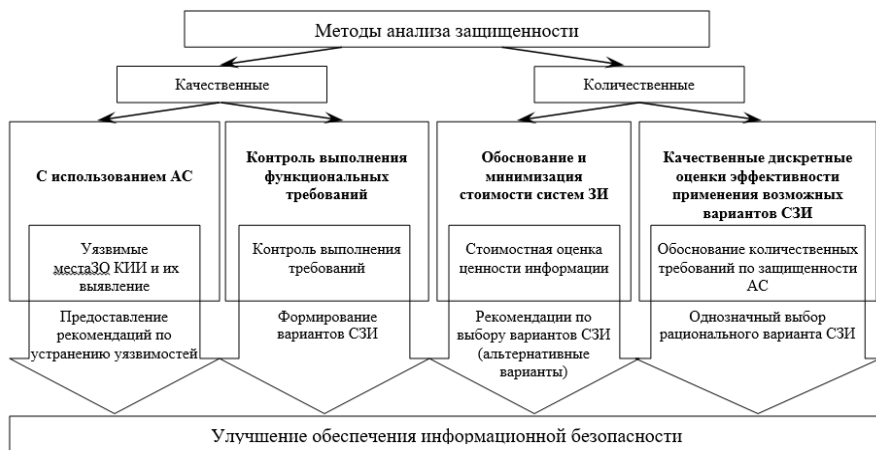 Методы анализа защищенности
Качественные
Количественные
С использованием АС
Контроль выполнения
функциональных
требований
Обоснование и
минимизация
стоимости систем ЗИ
Качественные дискретные
оценки эффективности
применения возможных
вариантов СЗИ
Уязвимые
местаЗО КИИ и их
выявление
Контроль выполнения
требований
Стоимостная оценка
ценности информации
Обоснование количественных
требований по защищенности
АС
Предоставление
рекомендаций по
устранению уязвимостей
Формирование
вариантов СЗИ
Рекомендации по
выбору вариантов СЗИ
(альтернативные
варианты)
Однозначный выбор
рационального варианта СЗИ
Улучшение обеспечения информационной безопасности